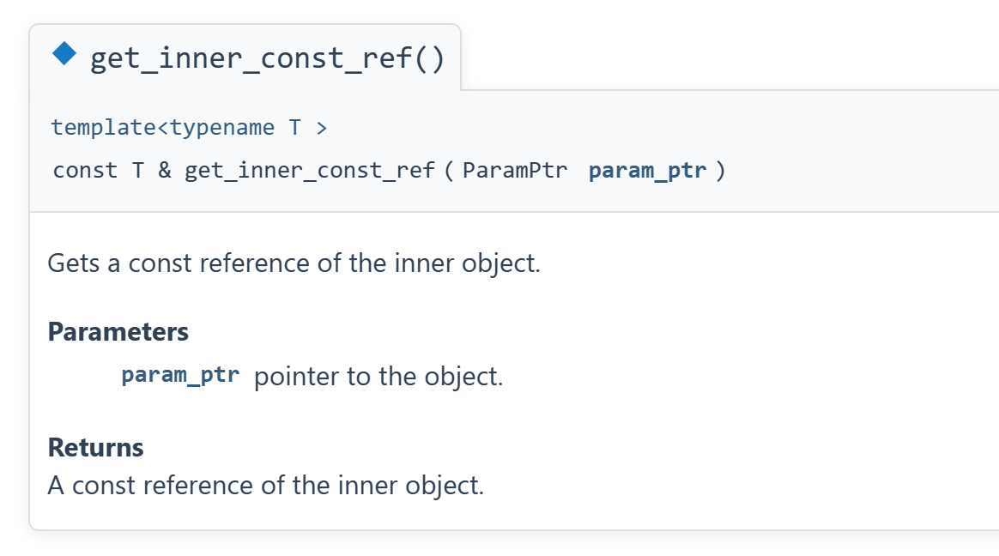 get_inner_const_ref()
template<typename T >
const T & get_inner_const_ref ( ParamPtr param_ptr )
Gets a const reference of the inner object.
Parameters
param_ptr pointer to the object.
Returns
A const reference of the inner object.